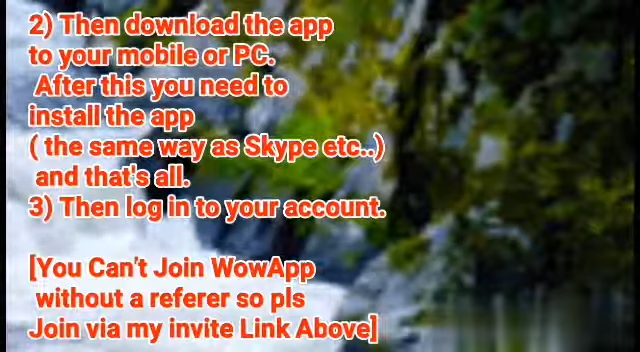 2) Then download the app
to your mobile or PC.
After this you need to
install the app
( the same way as Skype etc..)
and that's all.
3) Then log in to your account.
[You Can't Join WowApp
without a referer so pls
Join via my invite Link Above]